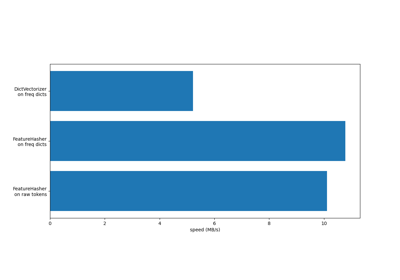 DictVectorizer
on freq dicts
FeatureHasher
on freq dicts
FeatureHasher
on raw tokens
0 2 4 6 8 10
speed (MB/s)